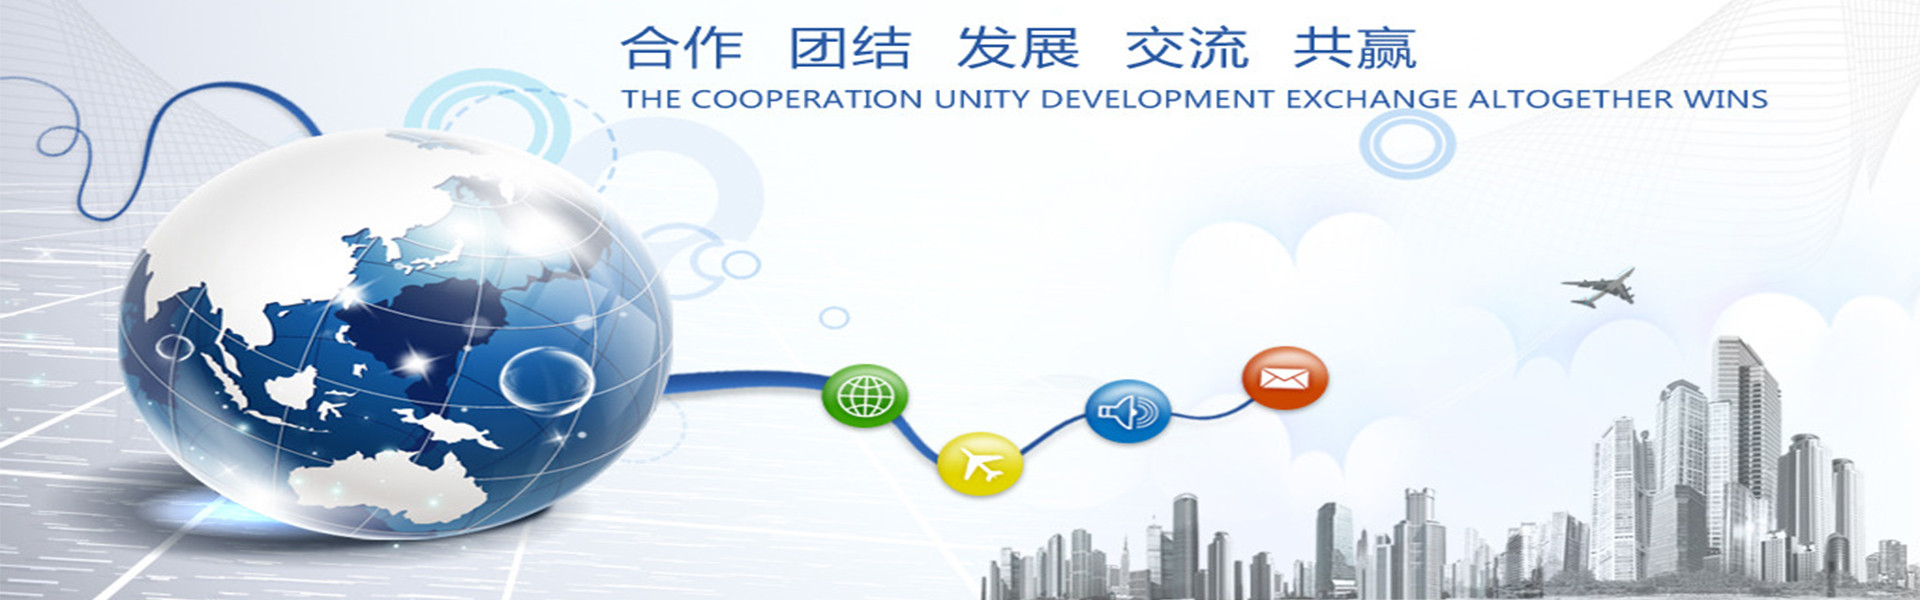 合作 团结 发展 交流 共赢
THE COOPERATION UNITY DEVELOPMENT EXCHANGE ALTOGETHER WINS